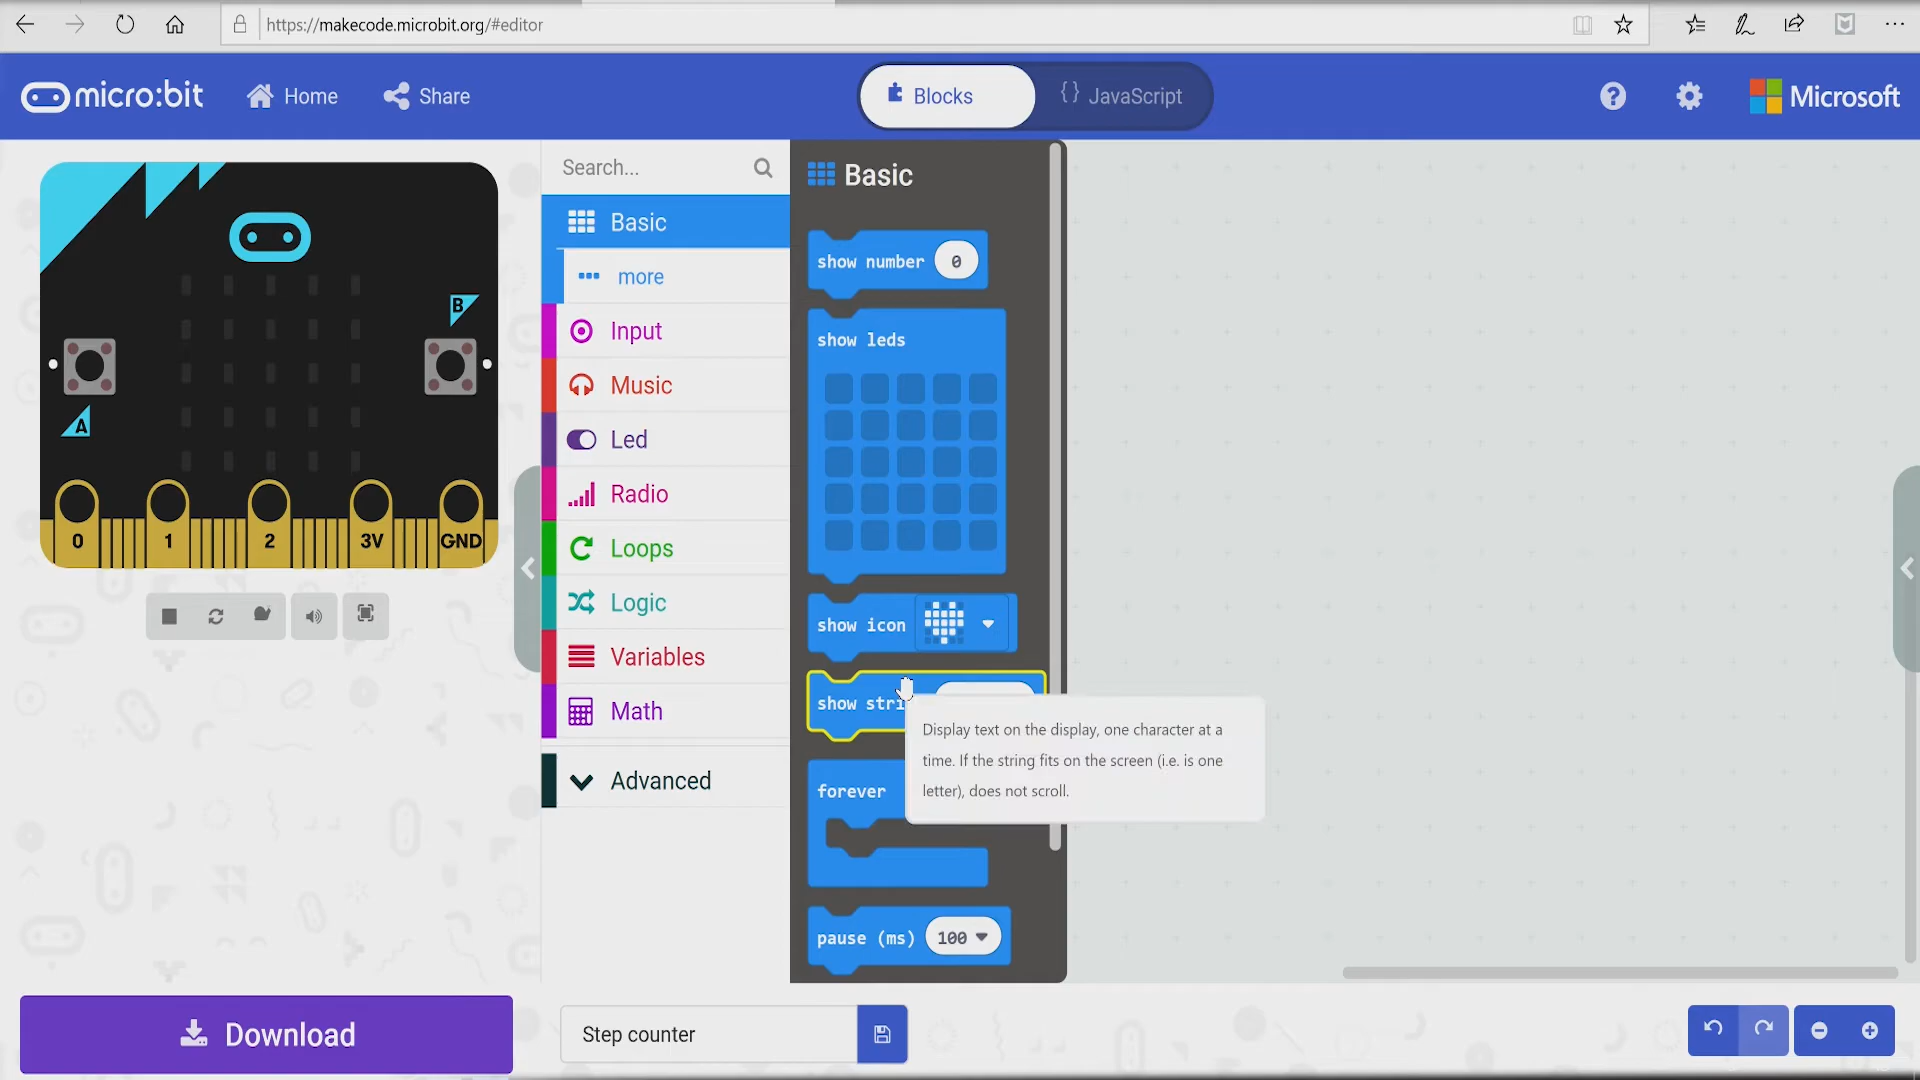 https://makecode.microbit.org/#editor
micro:bit
Home
Share
Blocks
{} JavaScript
?
Microsoft
Search...
Basic
more
Input
Music
Led
Radio
Loops
Logic
Variables
Math
Advanced
Basic
show number 0
show leds
show icon
show stri
Display text on the display, one character at a
time. If the string fits on the screen (i.e. is one
letter), does not scroll.
forever
pause (ms) 100
B
A
0 1 2 3V GND
Download
Step counter